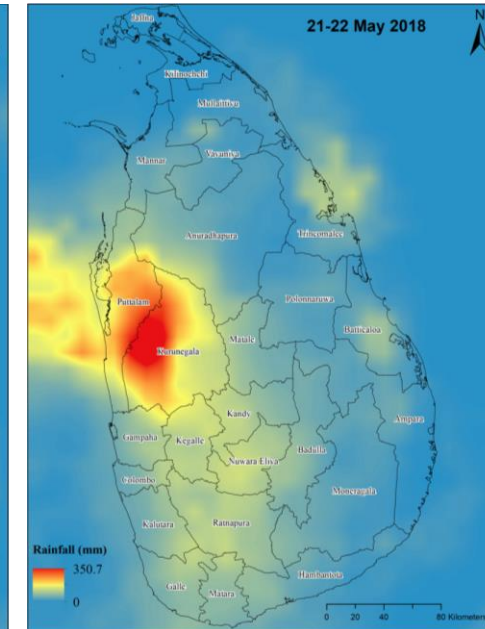 21-22 May 2018
N
Jaffna
Kilinochchi
Mullaittivu
Mannar
Vavuniya
Anuradhapura
Trincomalee
Puttalam
Polonnaruwa
Kurunegala
Matale
Batticaloa
Kandy
Ampara
Gampaha
Kegalle
Nuwara Eliya
Badulla
Colombo
Moneragala
Kalutara
Ratnapura
Rainfall (mm)
350.7
0
Galle
Matara
Hambantota
0 20 40 80 Kilometers